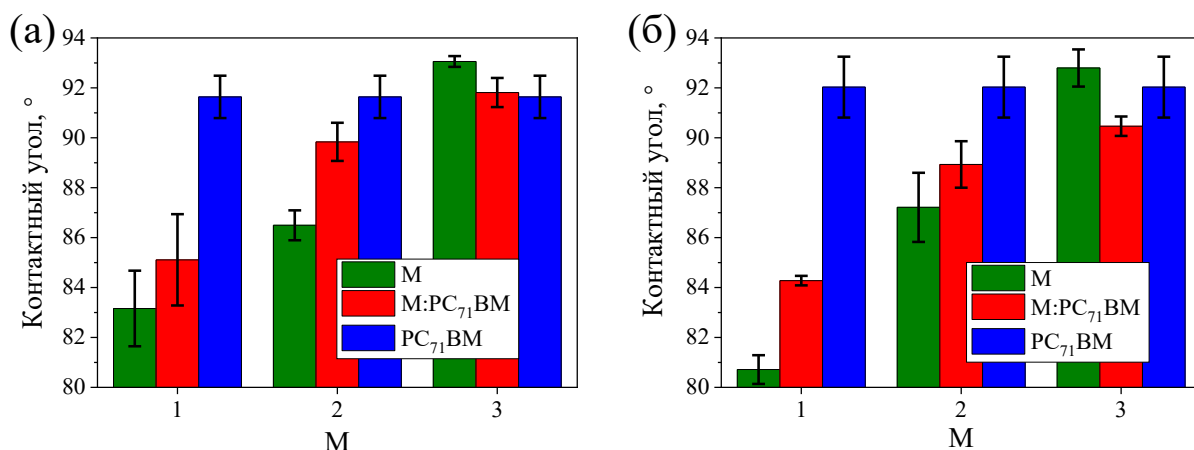 (а)
Контактный угол, °
94
92
90
88
86
84
82
80
M
M:PC₇₁BM
PC₇₁BM
1
2
3
М
(б)
Контактный угол, °
94
92
90
88
86
84
82
80
M
M:PC₇₁BM
PC₇₁BM
1
2
3
М